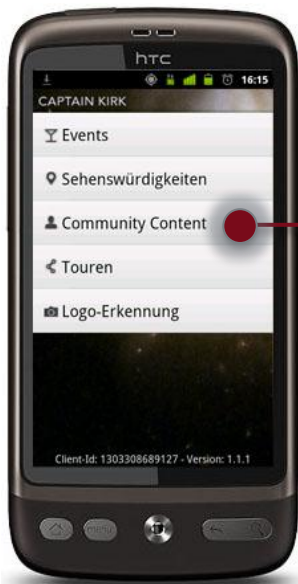 htc
16:15
CAPTAIN KIRK
Events
Sehenswürdigkeiten
Community Content
Touren
Logo-Erkennung
Client-Id: 1303308689127 - Version: 1.1.1
menu